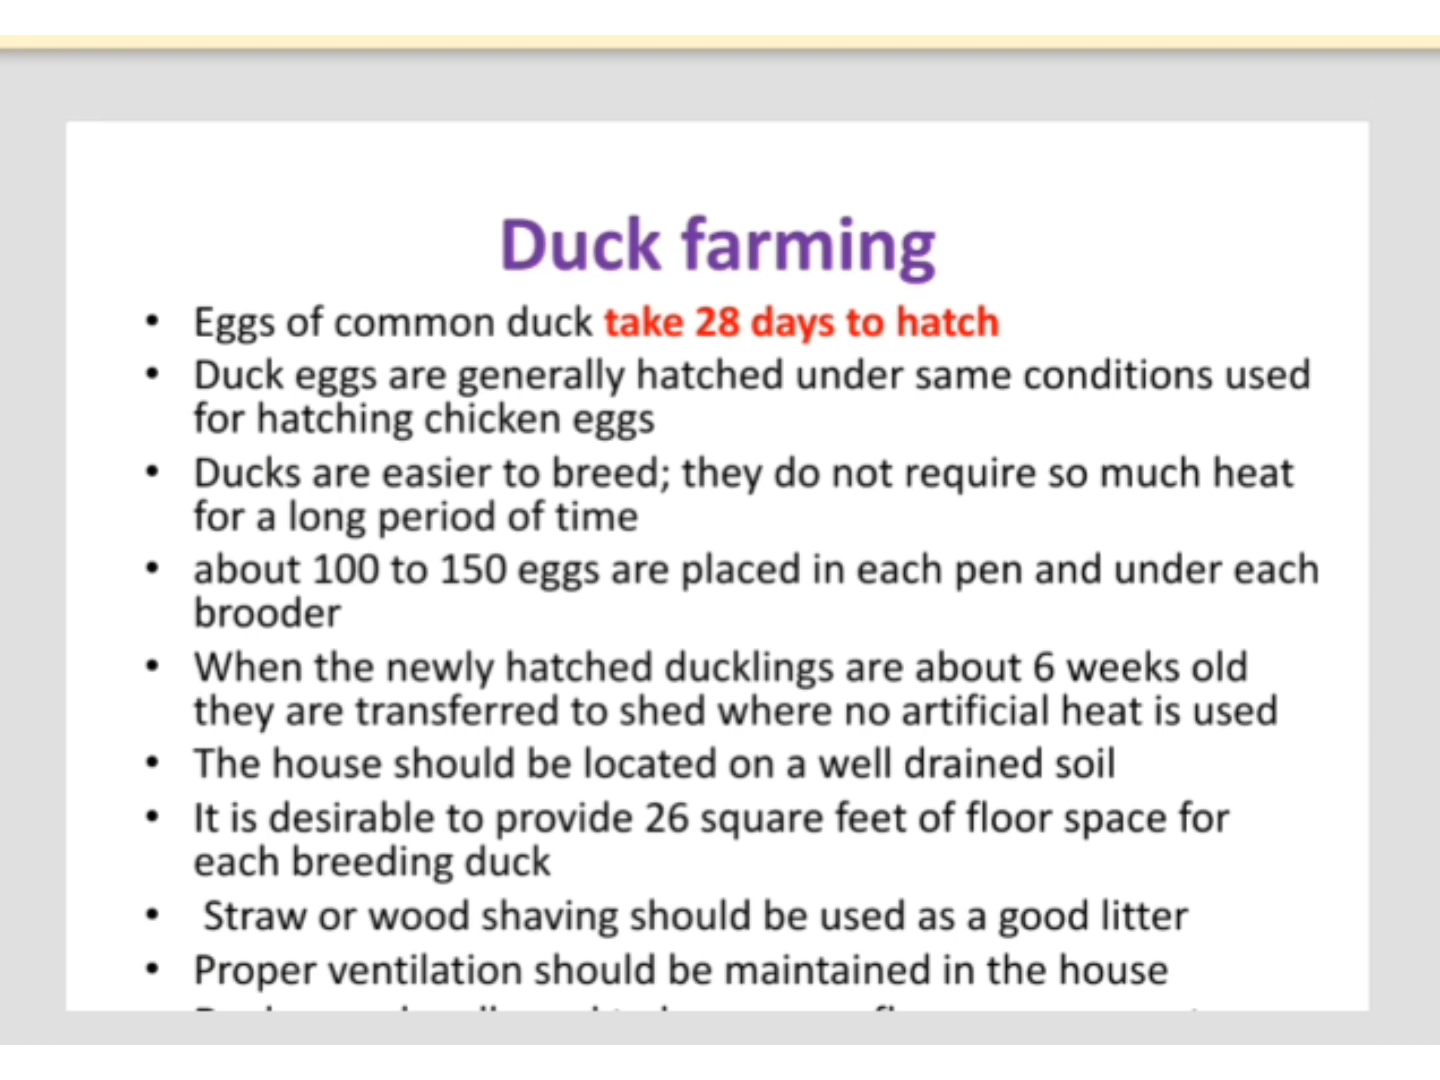 Duck farming
• Eggs of common duck take 28 days to hatch
• Duck eggs are generally hatched under same conditions used
for hatching chicken eggs
• Ducks are easier to breed; they do not require so much heat
for a long period of time
• about 100 to 150 eggs are placed in each pen and under each
brooder
• When the newly hatched ducklings are about 6 weeks old
they are transferred to shed where no artificial heat is used
• The house should be located on a well drained soil
• It is desirable to provide 26 square feet of floor space for
each breeding duck
• Straw or wood shaving should be used as a good litter
• Proper ventilation should be maintained in the house